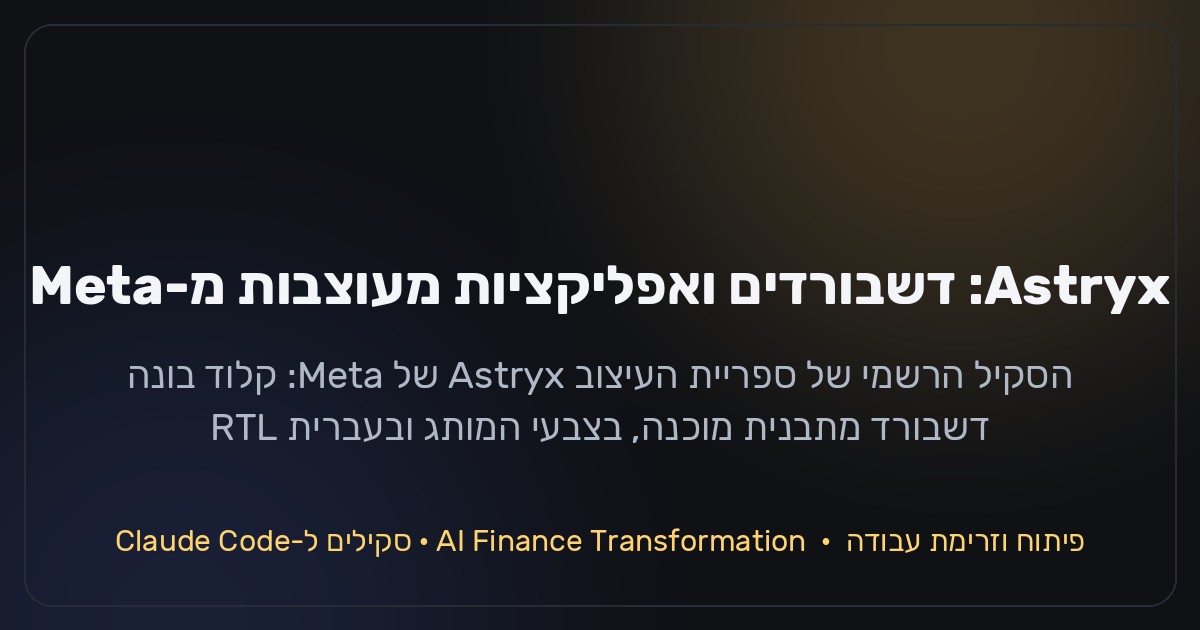 Astryx: דשבורדים ואפליקציות מעוצבות מ-Meta
הסקיל הרשמי של ספריית העיצוב Astryx של Meta: קלוד בונה
דשבורד מתבנית מוכנה, בצבעי המותג ובעברית RTL
פיתוח וזרימת עבודה • AI Finance Transformation • סקילים ל-Claude Code